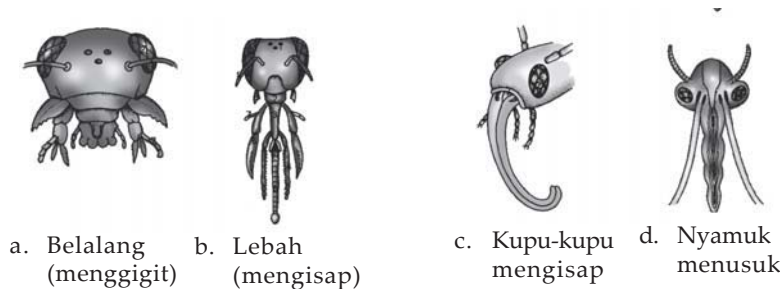 a. Belalang
(menggigit)
b. Lebah
(mengisap)
c. Kupu-kupu
mengisap
d. Nyamuk
menusuk